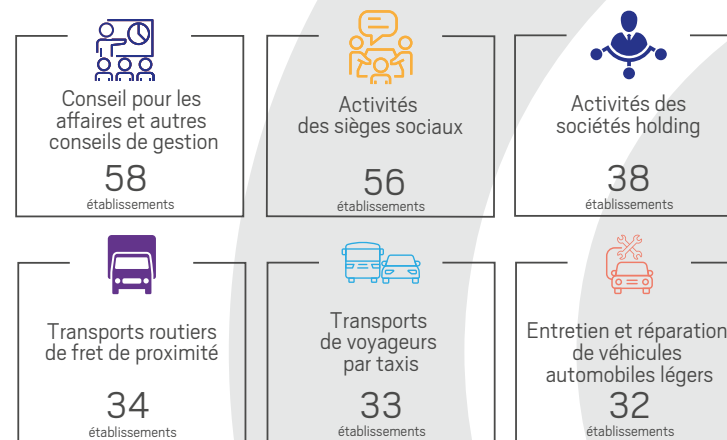 Conseil pour les
affaires et autres
conseils de gestion
58
établissements
Activités
des sièges sociaux
56
établissements
Activités des
sociétés holding
38
établissements
Transports routiers
de fret de proximité
34
établissements
Transports
de voyageurs
par taxis
33
établissements
Entretien et réparation
de véhicules
automobiles légers
32
établissements